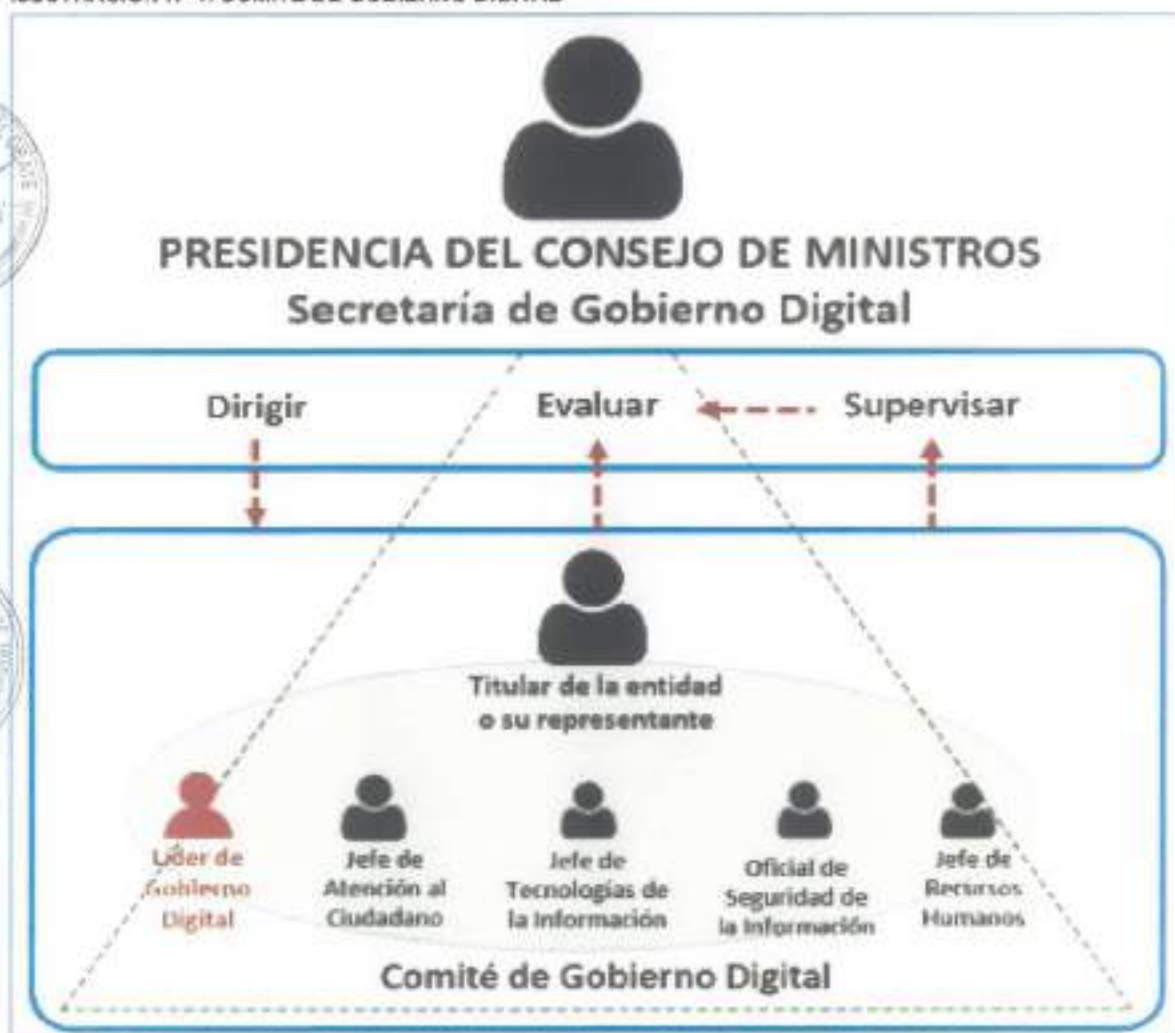 PRESIDENCIA DEL CONSEJO DE MINISTROS
Secretaría de Gobierno Digital
Dirigir
Evaluar
Supervisar
Titular de la entidad
o su representante
Líder de
Gobierno
Digital
Jefe de
Atención al
Ciudadano
Jefe de
Tecnologías de
la Información
Oficial de
Seguridad de
la Información
Jefe de
Recursos
Humanos
Comité de Gobierno Digital